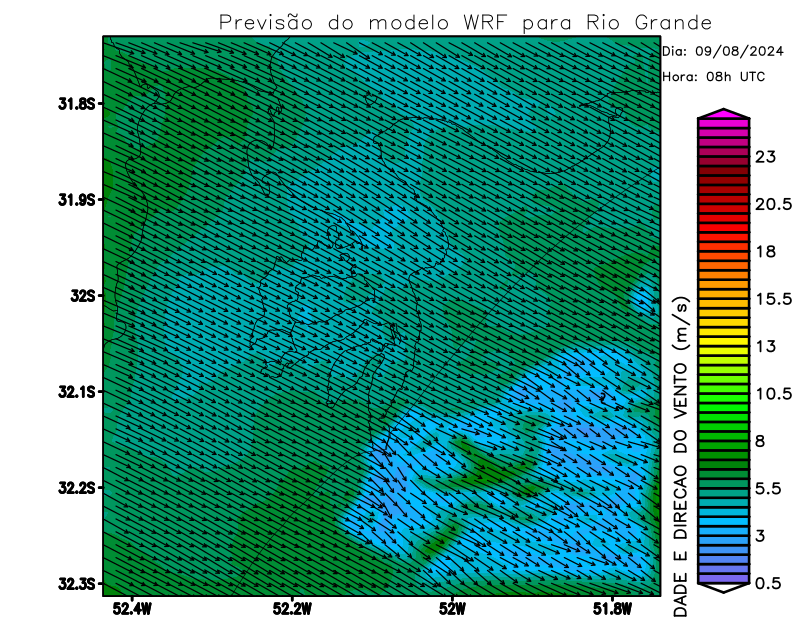 Previsão do modelo WRF para Rio Grande
Dia: 09/08/2024
Hora: 08h UTC
31.8S
31.9S
32S
32.1S
32.2S
32.3S
52.4W
52.2W
52W
51.8W
23
20.5
18
15.5
13
10.5
8
5.5
3
0.5
DADE E DIRECAO DO VENTO (m/s)